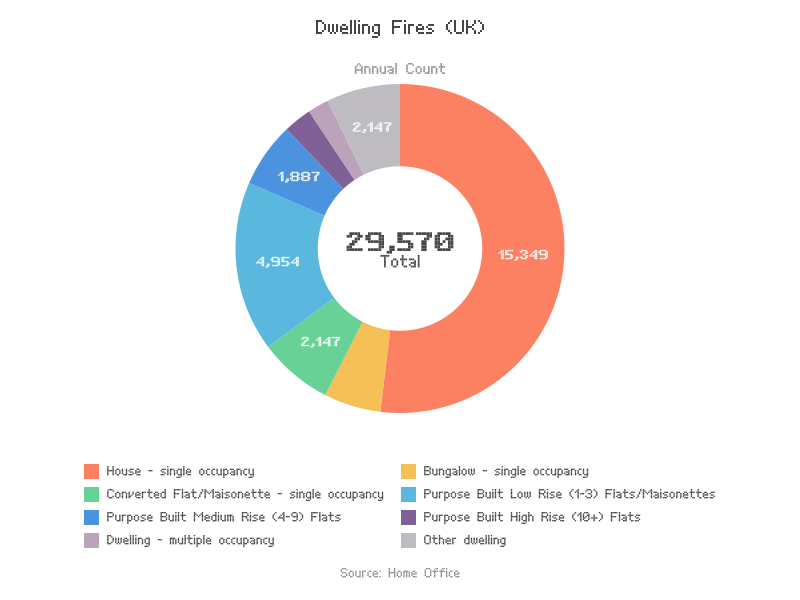 Dwelling Fires (UK)
Annual Count
2,147
1,887
15,349
4,954
2,147
29,570
Total
House - single occupancy
Bungalow - single occupancy
Converted Flat/Maisonette - single occupancy
Purpose Built Low Rise (1-3) Flats/Maisonettes
Purpose Built Medium Rise (4-9) Flats
Purpose Built High Rise (10+) Flats
Dwelling - multiple occupancy
Other dwelling
Source: Home Office